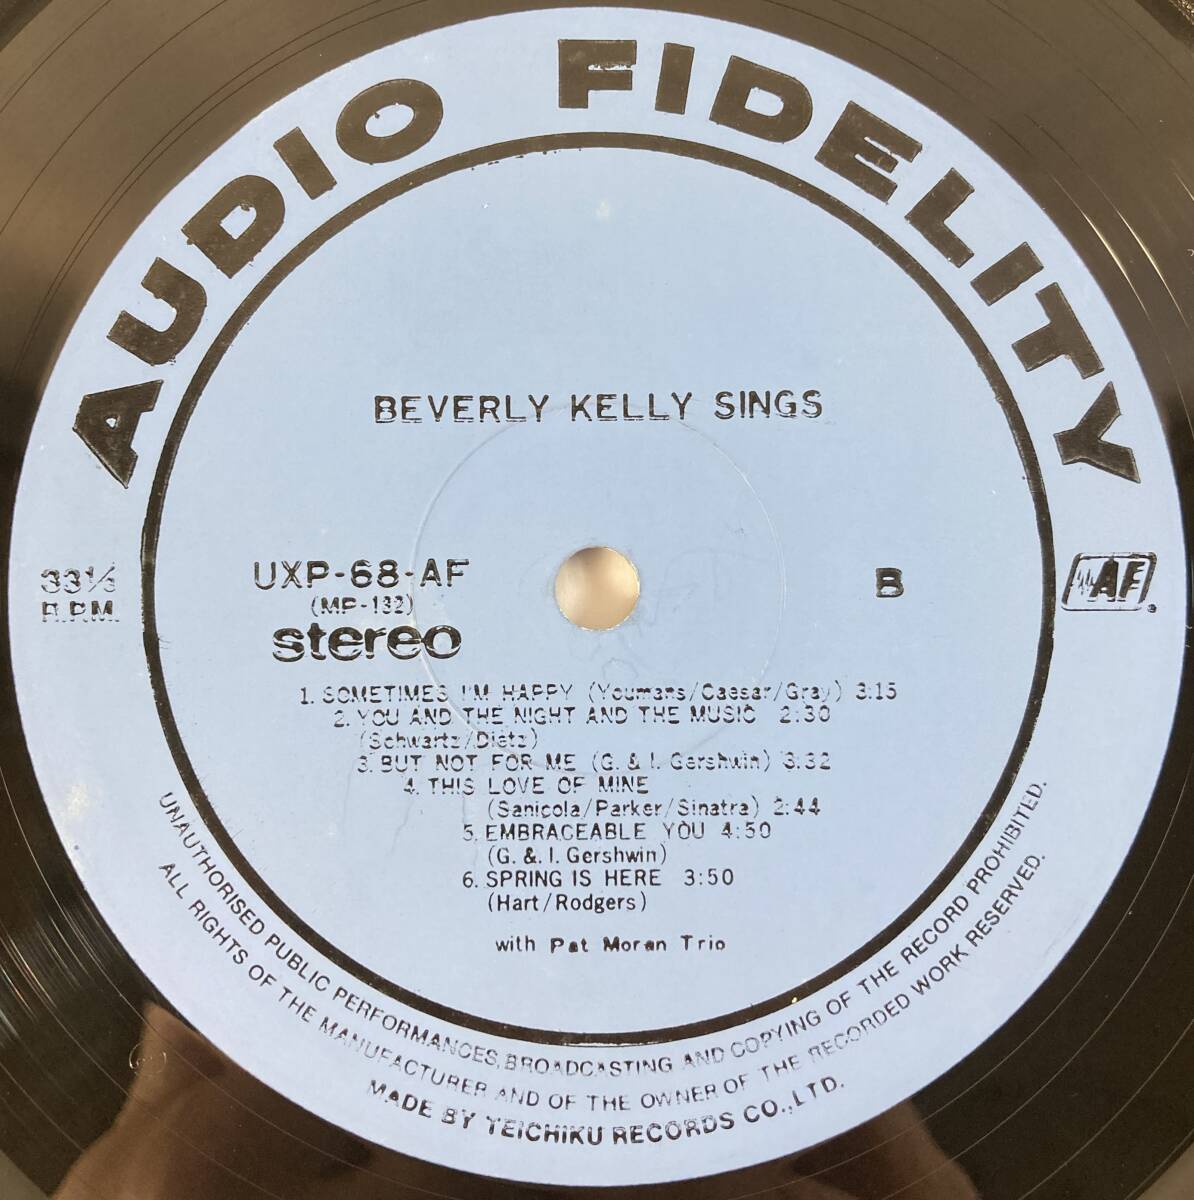 AUDIO FIDELITY
BEVERLY KELLY SINGS
33⅓
R.P.M.
UXP-68-AF
(MP-132)
stereo
B
AF
1. SOMETIMES I'M HAPPY (Youmans/Caesar/Gray) 3:15
2. YOU AND THE NIGHT AND THE MUSIC 2:30
(Schwartz/Dietz)
3. BUT NOT FOR ME (G. & I. Gershwin) 3:32
4. THIS LOVE OF MINE
(Sanicola/Parker/Sinatra) 2:44
5. EMBRACEABLE YOU 4:50
(G. & I. Gershwin)
6. SPRING IS HERE 3:50
(Hart/Rodgers)
with Pat Moran Trio
UNAUTHORISED PUBLIC PERFORMANCES, BROADCASTING AND COPYING OF THE RECORD PROHIBITED.
ALL RIGHTS OF THE MANUFACTURER AND OF THE OWNER OF THE RECORDED WORK RESERVED.
MADE BY TEICHIKU RECORDS CO., LTD.